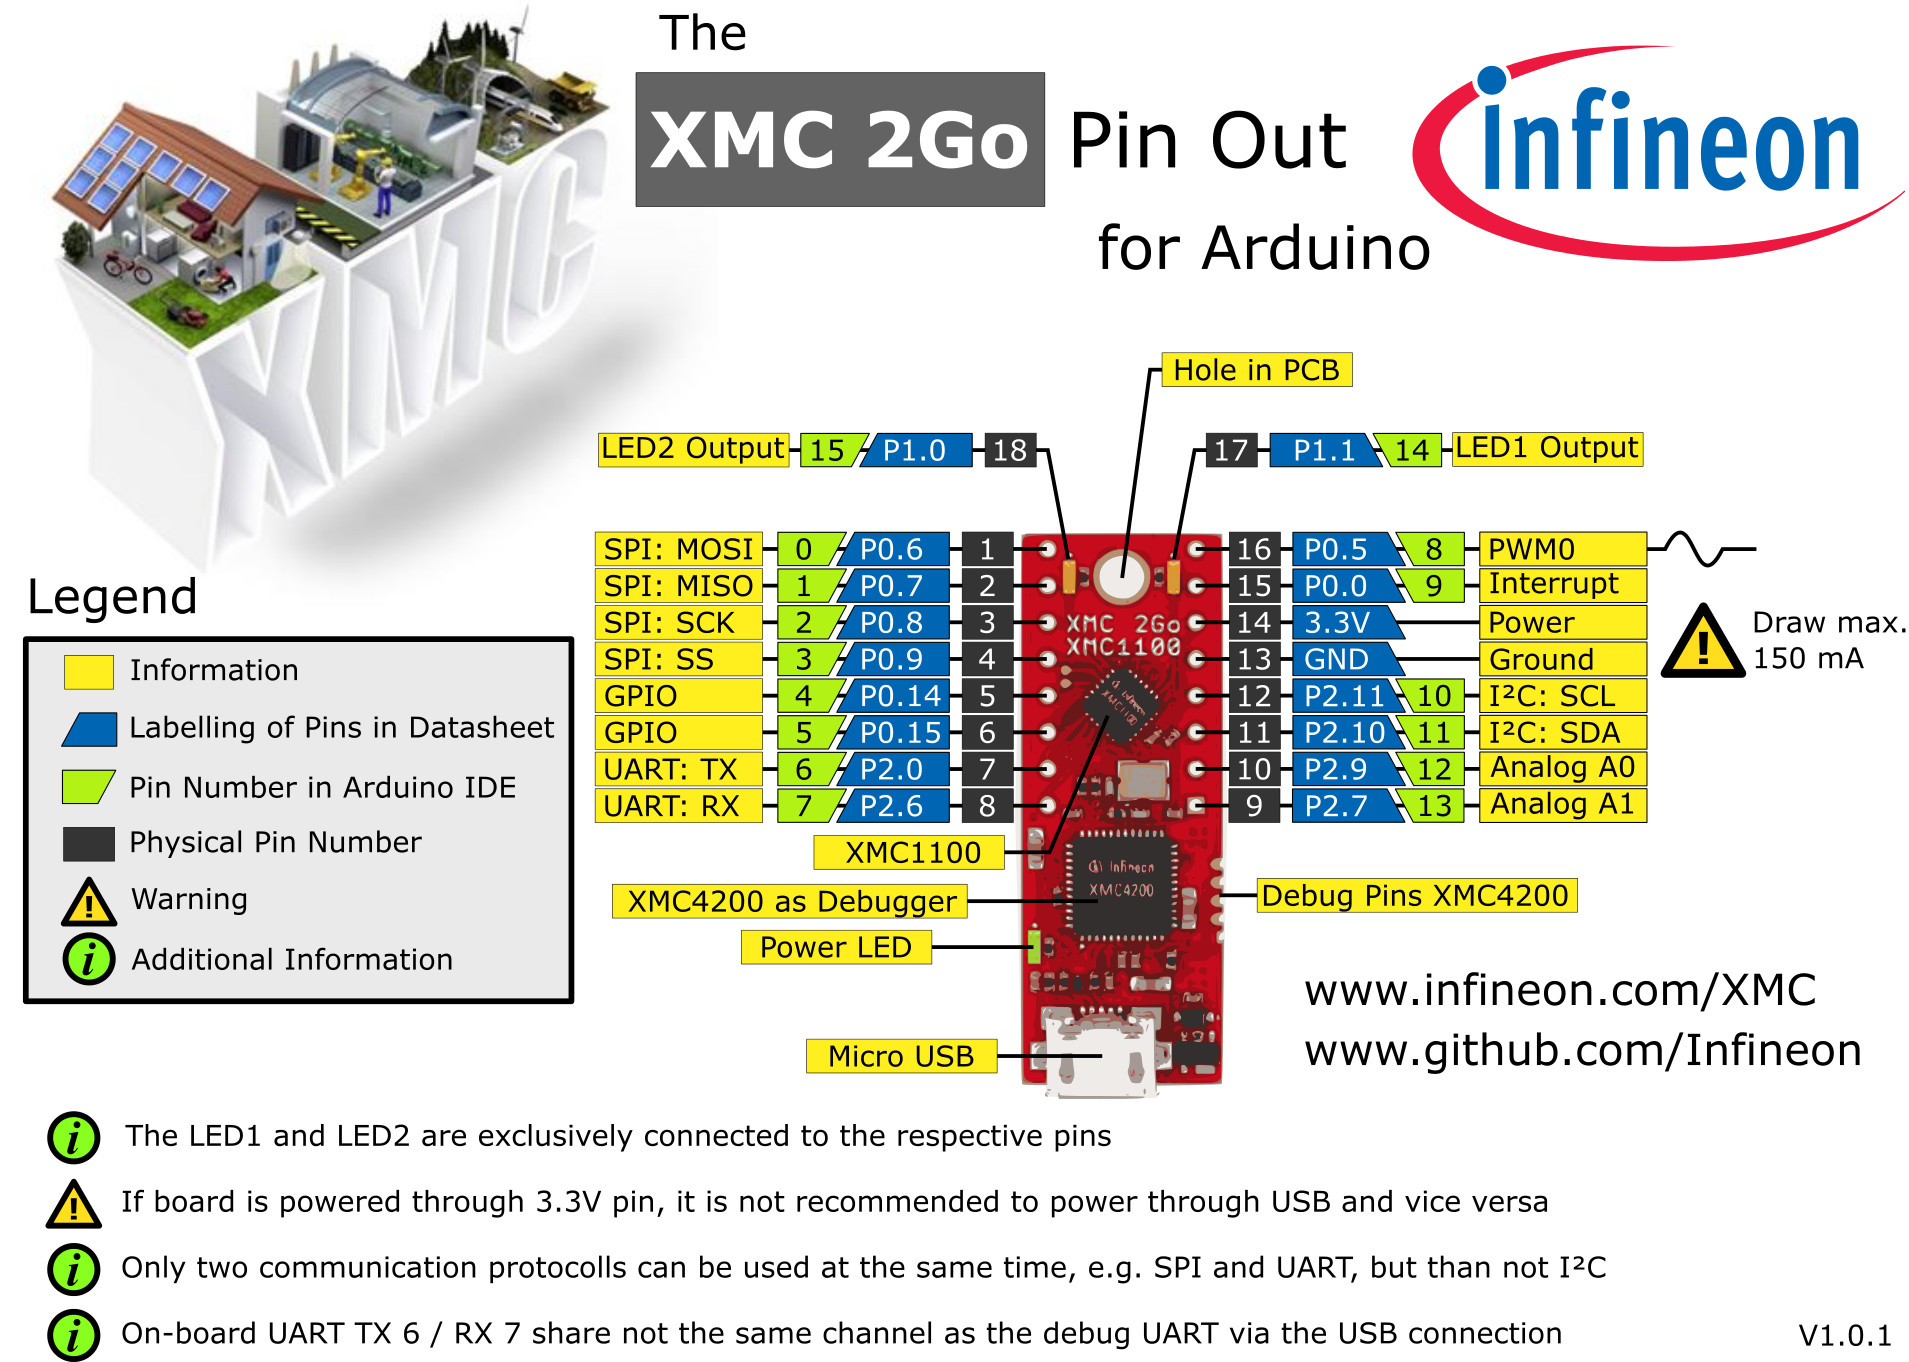 The
XMC 2Go Pin Out
for Arduino
infineon
XMC
Hole in PCB
LED2 Output 15 P1.0 18
17 P1.1 14 LED1 Output
SPI: MOSI 0 P0.6 1
16 P0.5 8 PWM0
SPI: MISO 1 P0.7 2
15 P0.0 9 Interrupt
SPI: SCK 2 P0.8 3
14 3.3V Power
SPI: SS 3 P0.9 4
13 GND Ground
GPIO 4 P0.14 5
12 P2.11 10 I²C: SCL
GPIO 5 P0.15 6
11 P2.10 11 I²C: SDA
UART: TX 6 P2.0 7
10 P2.9 12 Analog A0
UART: RX 7 P2.6 8
9 P2.7 13 Analog A1
Draw max.
150 mA
XMC 2Go
XMC1100
Infineon
XMC1100
Infineon
XMC4200
XMC1100
XMC4200 as Debugger
Debug Pins XMC4200
Power LED
Micro USB
Legend
Information
Labelling of Pins in Datasheet
Pin Number in Arduino IDE
Physical Pin Number
Warning
Additional Information
www.infineon.com/XMC
www.github.com/Infineon
The LED1 and LED2 are exclusively connected to the respective pins
If board is powered through 3.3V pin, it is not recommended to power through USB and vice versa
Only two communication protocolls can be used at the same time, e.g. SPI and UART, but than not I²C
On-board UART TX 6 / RX 7 share not the same channel as the debug UART via the USB connection
V1.0.1